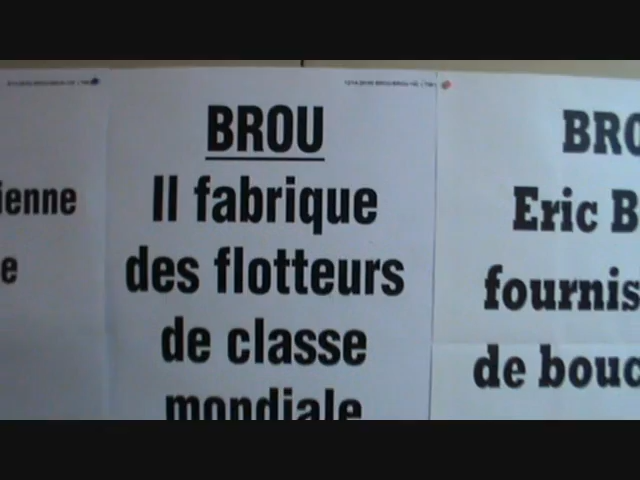 BROU
Il fabrique
des flotteurs
de classe
mondiale
ienne
e
BRO
Eric B
fournis
de bouc